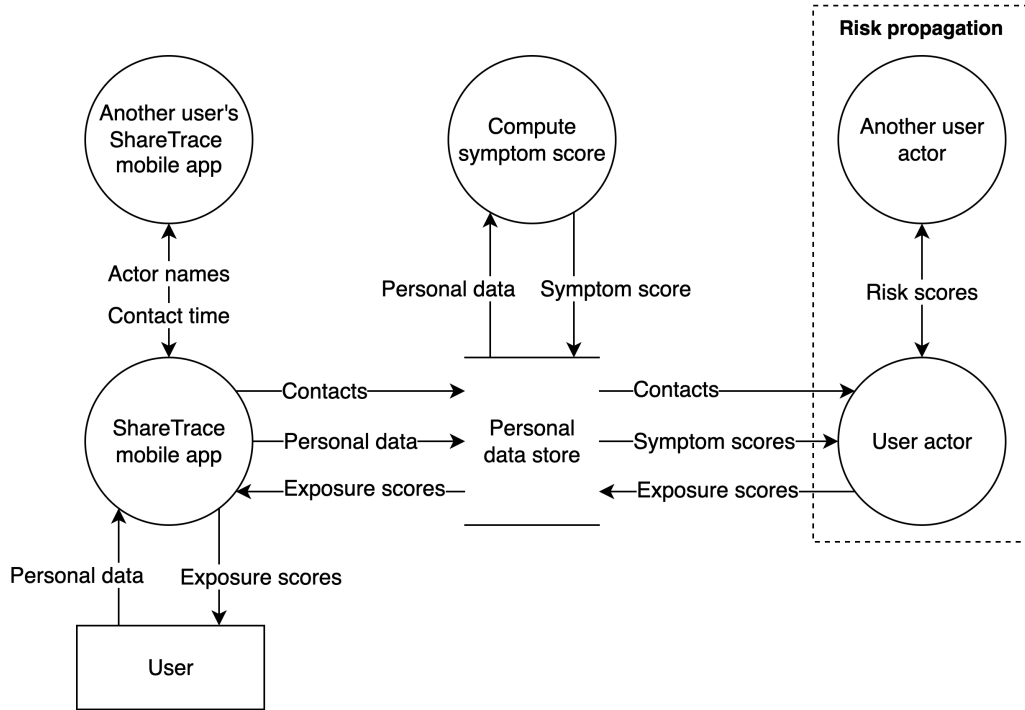 Risk propagation
Another user's
ShareTrace
mobile app
Compute
symptom score
Another user
actor
Actor names
Contact time
Personal data
Symptom score
Risk scores
Contacts
Contacts
ShareTrace
mobile app
Personal data
Personal
data store
Symptom scores
User actor
Exposure scores
Exposure scores
Personal data
Exposure scores
User